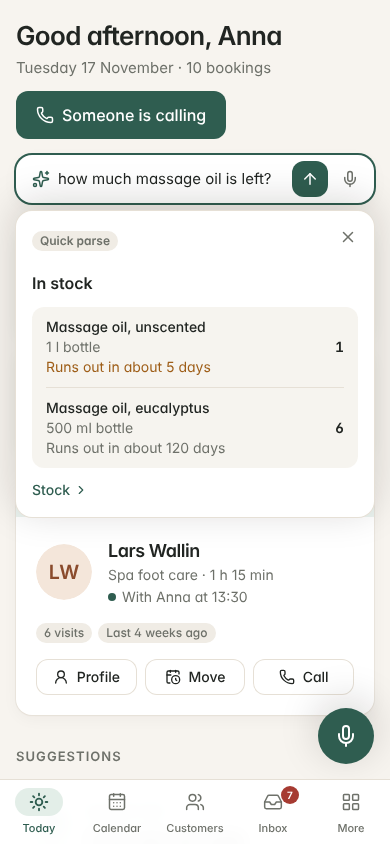 Good afternoon, Anna
Tuesday 17 November · 10 bookings
Someone is calling
how much massage oil is left?
Quick parse
In stock
Massage oil, unscented
1 l bottle
1
Runs out in about 5 days
Massage oil, eucalyptus
500 ml bottle
6
Runs out in about 120 days
Stock
LW
Lars Wallin
Spa foot care · 1 h 15 min
With Anna at 13:30
6 visits
Last 4 weeks ago
Profile
Move
Call
SUGGESTIONS
7
Today
Calendar
Customers
Inbox
More